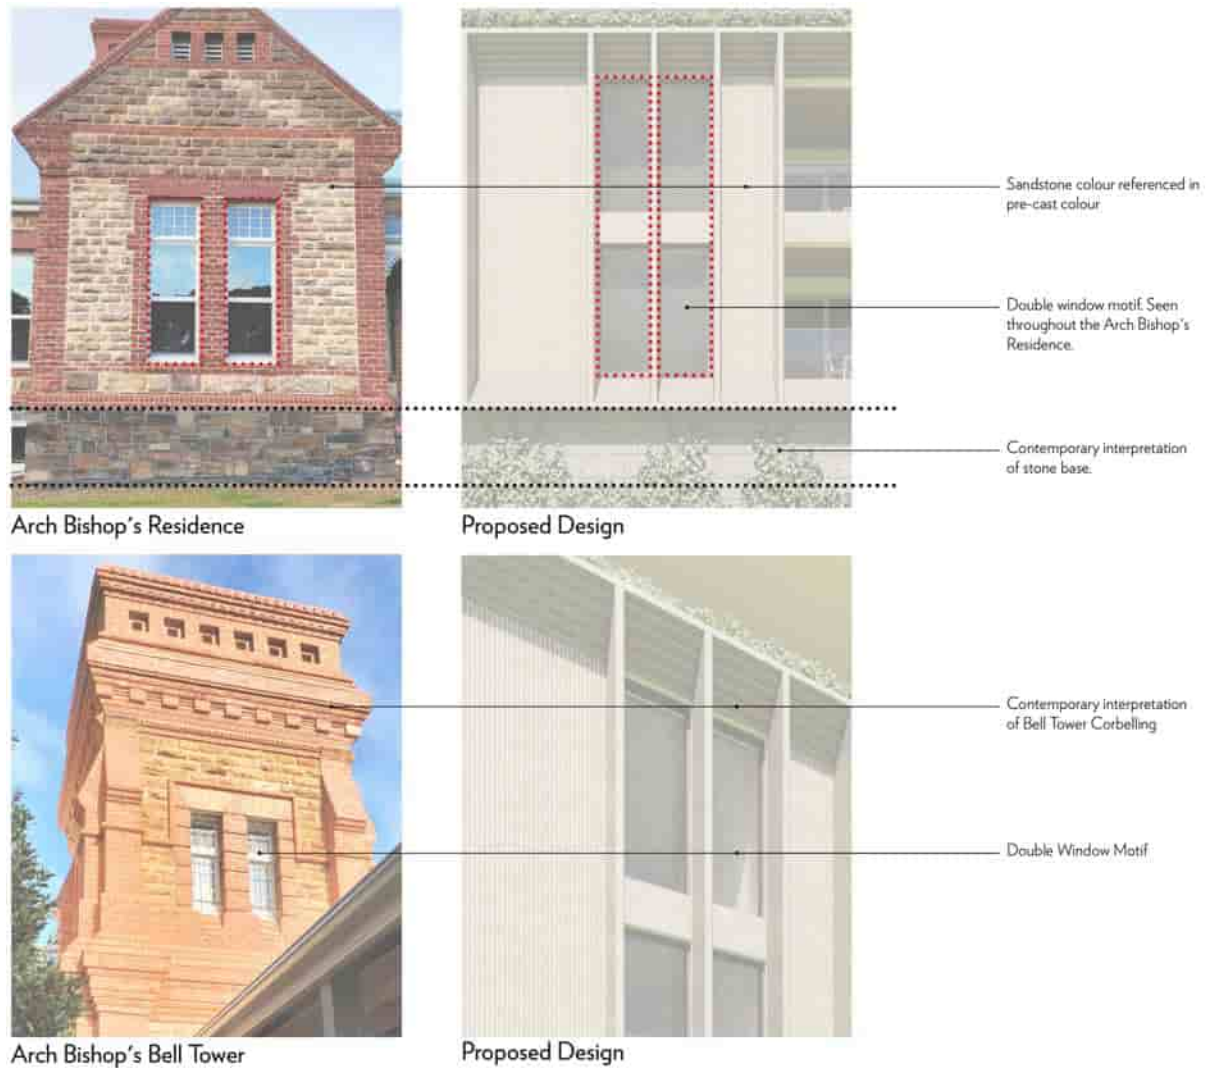 Sandstone colour referenced in
pre-cast colour
Double window motif. Seen
throughout the Arch Bishop's
Residence.
Contemporary interpretation
of stone base.
Arch Bishop's Residence
Proposed Design
Contemporary interpretation
of Bell Tower Corbelling
Double Window Motif
Arch Bishop's Bell Tower
Proposed Design